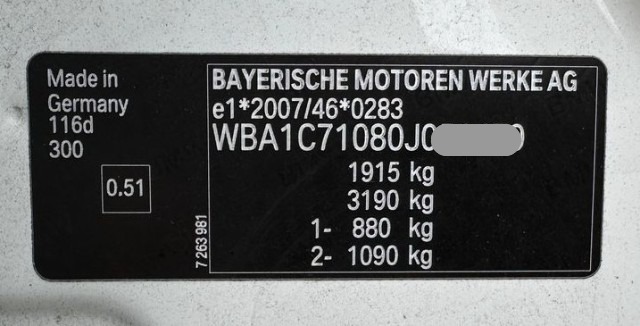 Made in
Germany
116d
300
0.51
7 263 981
BAYERISCHE MOTOREN WERKE AG
e1*2007/46*0283
WBA1C71080J0
1915 kg
3190 kg
1- 880 kg
2- 1090 kg